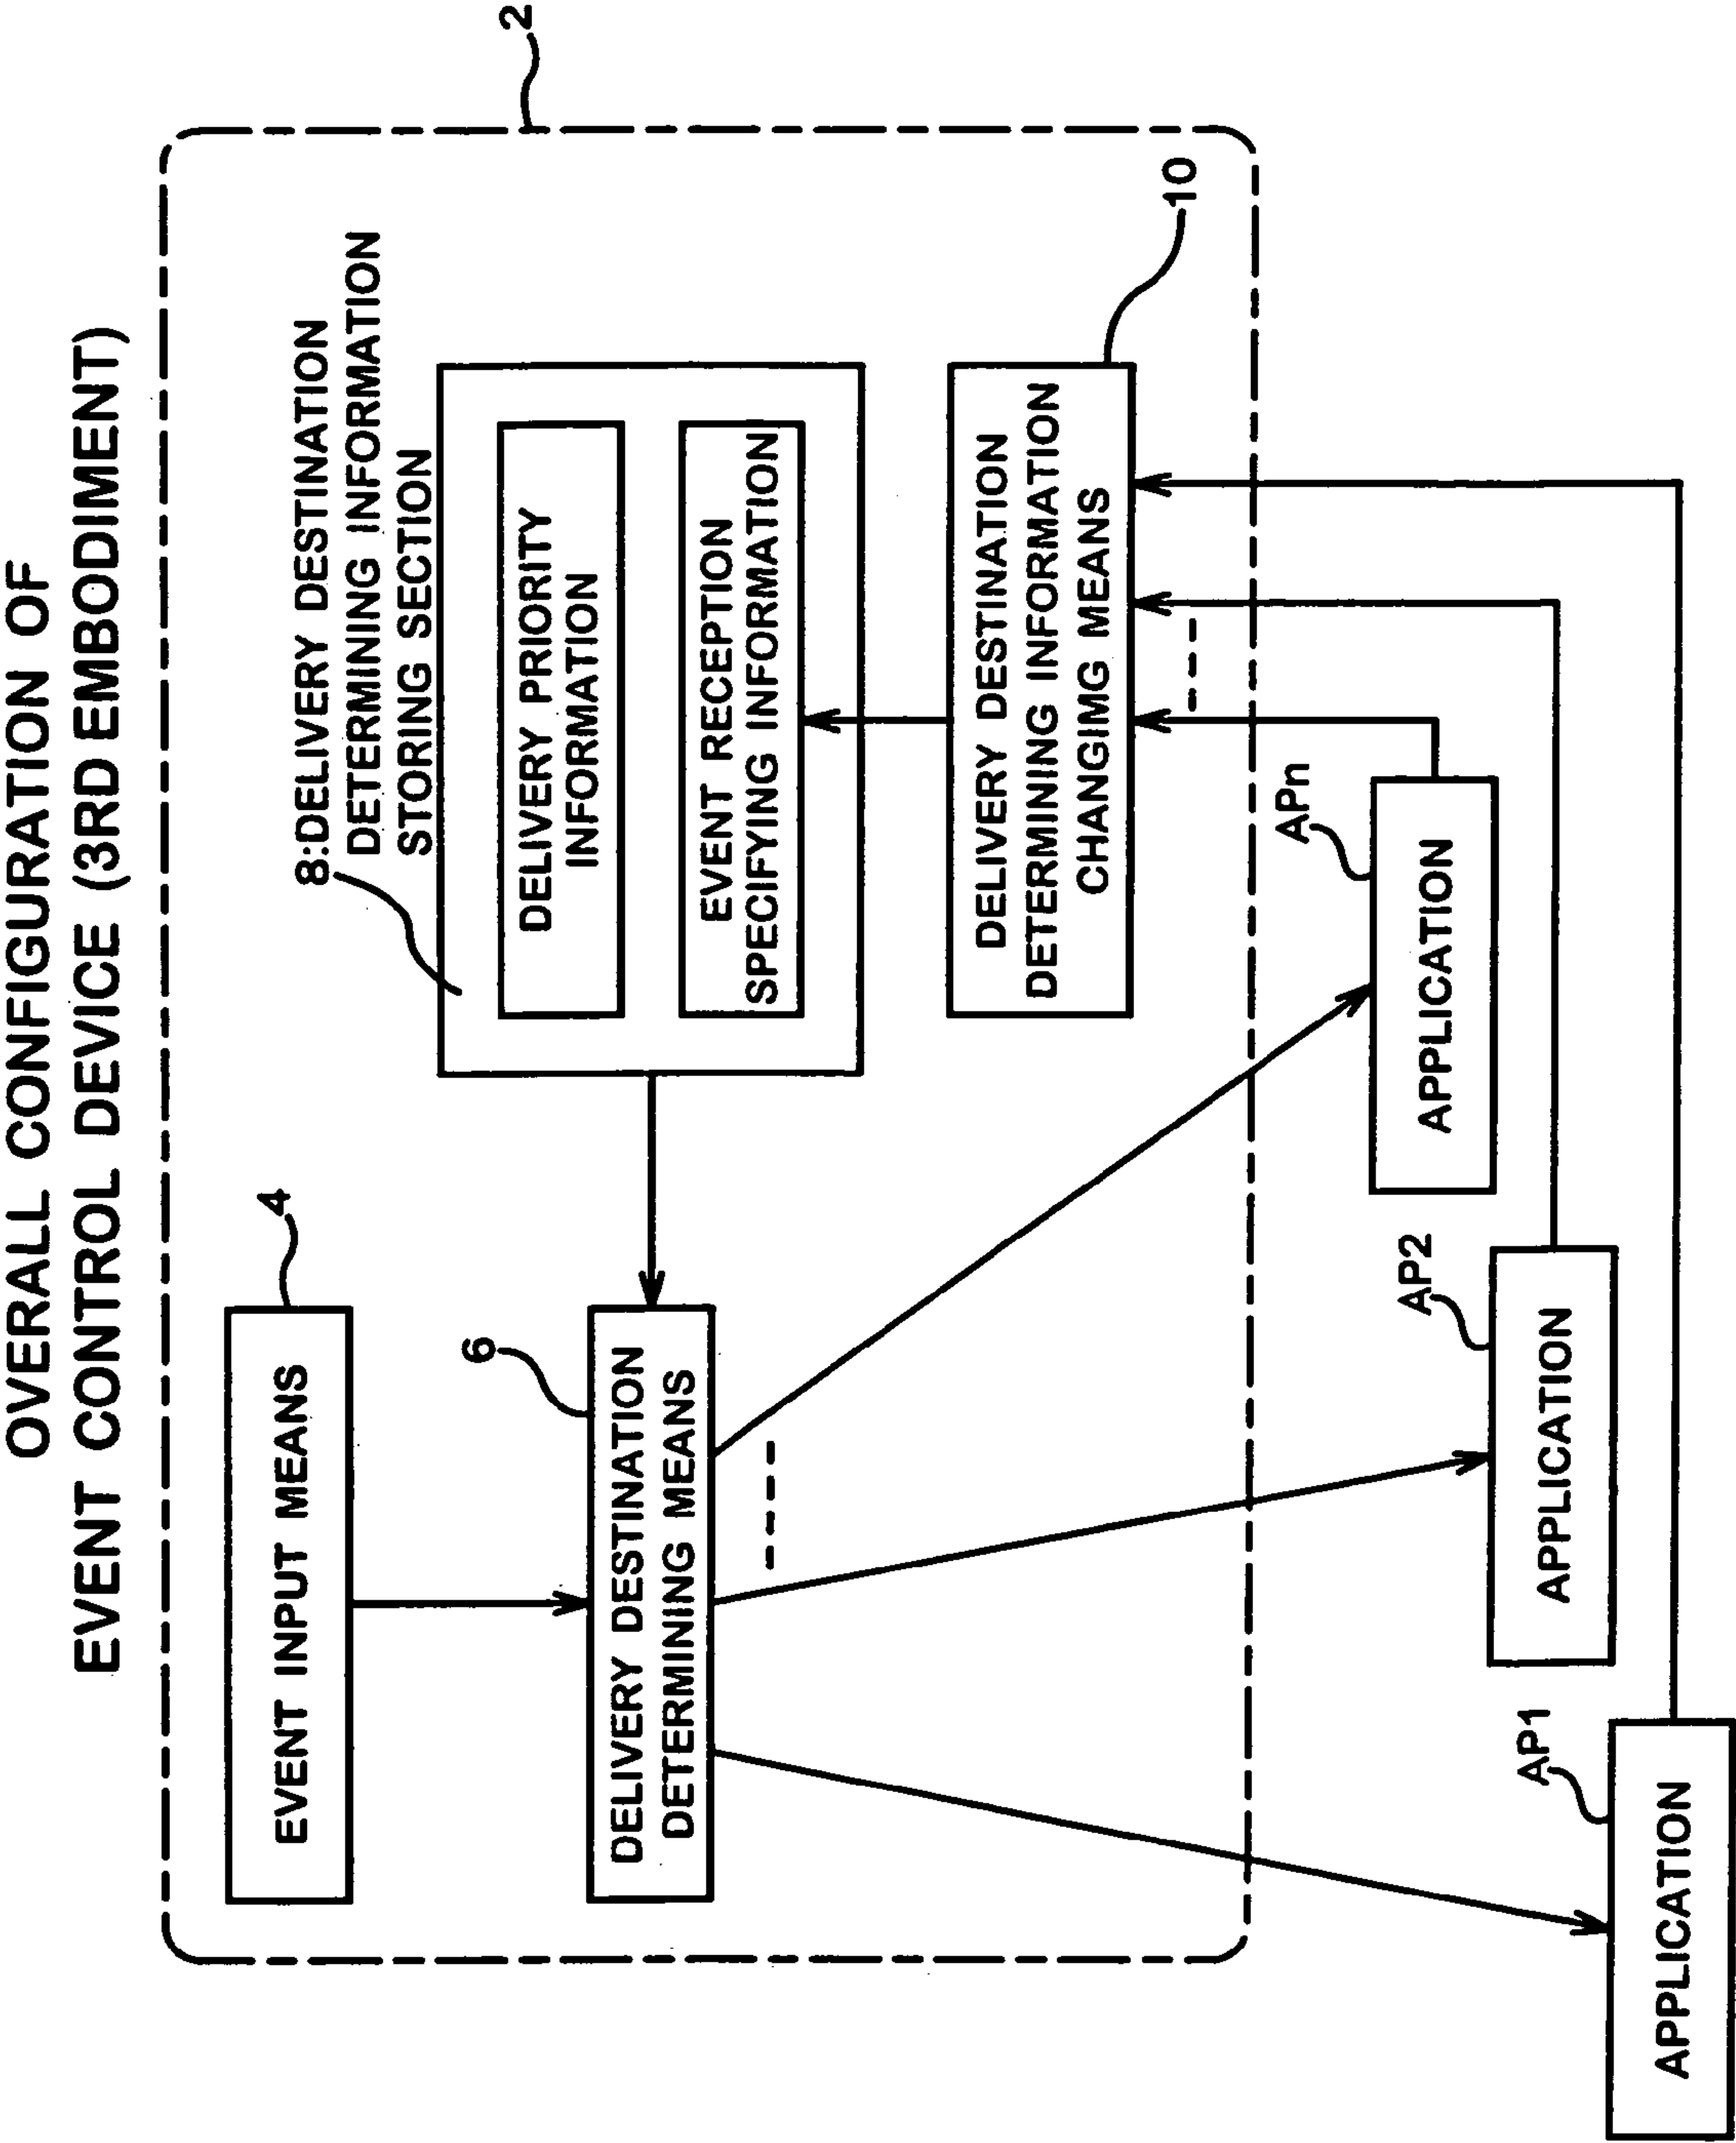 OVERALL CONFIGURATION OF
EVENT CONTROL DEVICE (3RD EMBODIMENT)
2
4
EVENT INPUT MEANS
8:DELIVERY DESTINATION
DETERMINING INFORMATION
STORING SECTION
DELIVERY PRIORITY
INFORMATION
EVENT RECEPTION
SPECIFYING INFORMATION
6
DELIVERY DESTINATION
DETERMINING MEANS
10
DELIVERY DESTINATION
DETERMINING INFORMATION
CHANGIMG MEANS
APn
APPLICATION
AP2
APPLICATION
AP1
APPLICATION